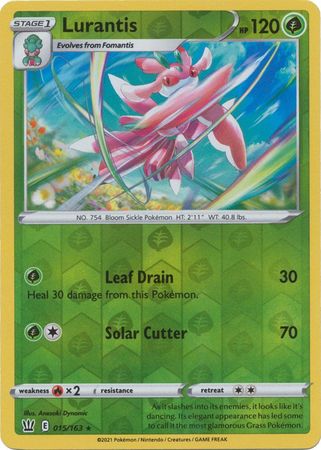 STAGE 1
Lurantis
HP 120
Evolves from Fomantis
NO. 754 Bloom Sickle Pokémon HT: 2'11" WT: 40.8 lbs.
Leaf Drain 30
Heal 30 damage from this Pokémon.
Solar Cutter 70
weakness ×2 resistance retreat
Illus. Anesaki Dynamic
E 015/163 ★
As it slashes into its enemies, it looks like it's
dancing. Its elegant appearance has led some to
call it the most glamorous Grass Pokémon.
©2021 Pokémon / Nintendo / Creatures / GAME FREAK